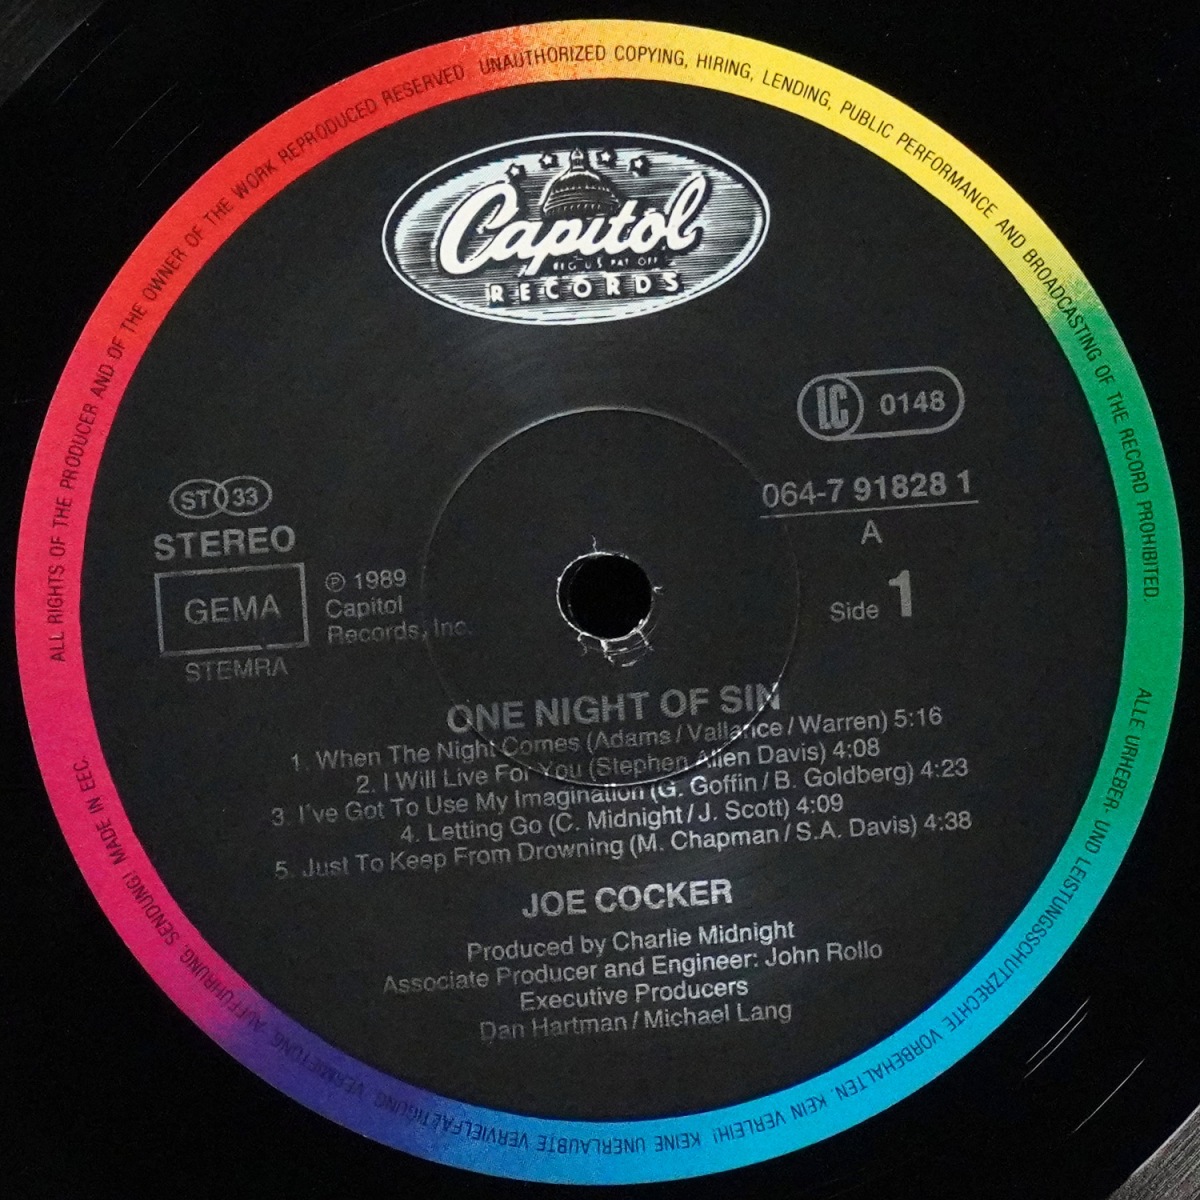 ALL RIGHTS OF THE PRODUCER AND OF THE OWNER OF THE WORK REPRODUCED RESERVED UNAUTHORIZED COPYING, HIRING, LENDING, PUBLIC PERFORMANCE AND BROADCASTING OF THE RECORD PROHIBITED.
Capitol
REG. U.S. PAT. OFF.
RECORDS
LC 0148
064-7 91828 1
A
Side 1
ST 33
STEREO
GEMA
STEMRA
℗ 1989
Capitol
Records, Inc.
ONE NIGHT OF SIN
1. When The Night Comes (Adams/Vallance/Warren) 5:16
2. I Will Live For You (Stephen Allen Davis) 4:08
3. I've Got To Use My Imagination (G. Goffin/B. Goldberg) 4:23
4. Letting Go (C. Midnight/J. Scott) 4:09
5. Just To Keep From Drowning (M. Chapman/S.A. Davis) 4:38
JOE COCKER
Produced by Charlie Midnight
Associate Producer and Engineer: John Rollo
Executive Producers
Dan Hartman/Michael Lang
ALLE URHEBER- UND LEISTUNGSSCHUTZRECHTE VORBEHALTEN. KEIN VERLEIH! KEINE UNERLAUBTE VERVIELFÄLTIGUNG, VERMIETUNG, AUFFÜHRUNG, SENDUNG! MADE IN EEC.